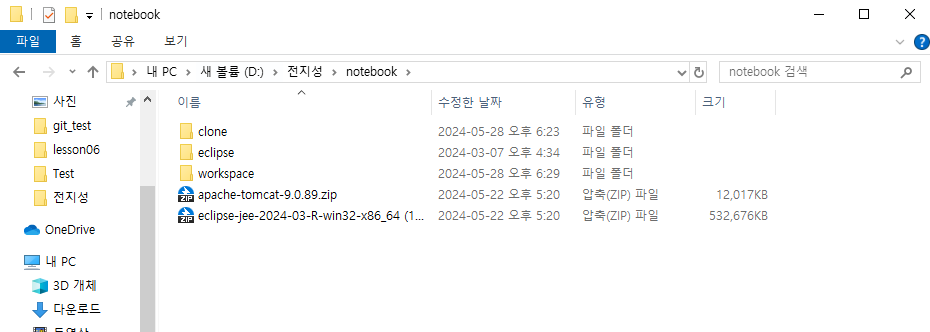 notebook
파일 홈 공유 보기
내 PC 새 볼륨 (D:) 전지성 notebook notebook 검색
사진
git_test
lesson06
Test
전지성
OneDrive
내 PC
3D 개체
다운로드
동영상
이름 수정한 날짜 유형 크기
clone 2024-05-28 오후 6:23 파일 폴더
eclipse 2024-03-07 오후 4:34 파일 폴더
workspace 2024-05-28 오후 6:29 파일 폴더
ZIP apache-tomcat-9.0.89.zip 2024-05-22 오후 5:20 압축(ZIP) 파일 12,017KB
ZIP eclipse-jee-2024-03-R-win32-x86_64 (1... 2024-05-22 오후 5:20 압축(ZIP) 파일 532,676KB